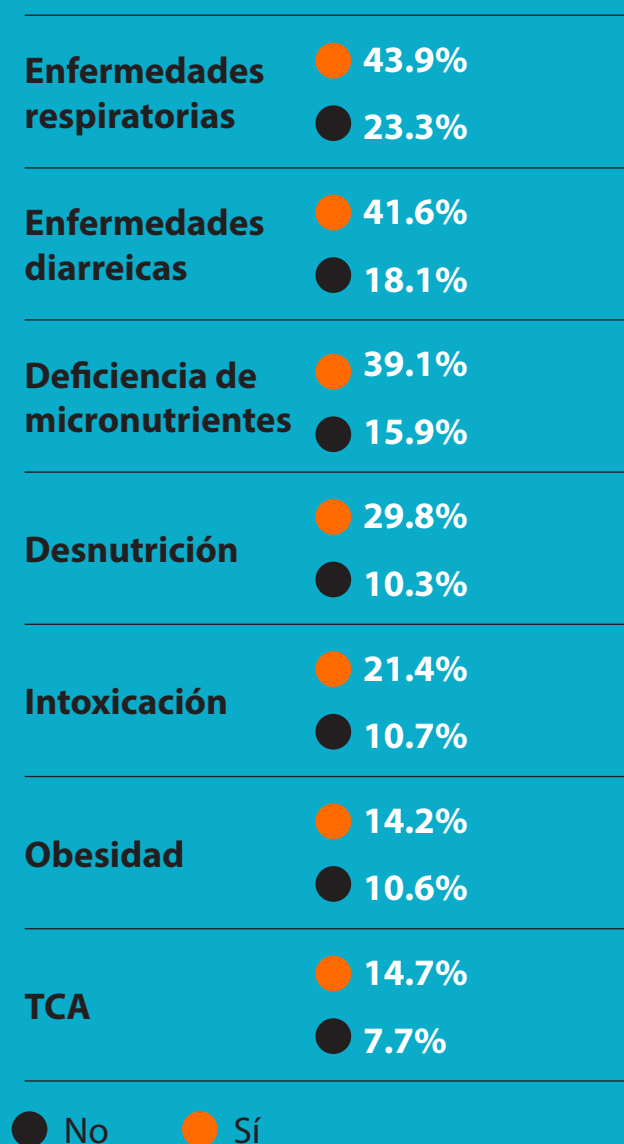 Enfermedades
respiratorias
43.9%
23.3%
Enfermedades
diarreicas
41.6%
18.1%
Deficiencia de
micronutrientes
39.1%
15.9%
Desnutrición
29.8%
10.3%
Intoxicación
21.4%
10.7%
Obesidad
14.2%
10.6%
TCA
14.7%
7.7%
No Sí